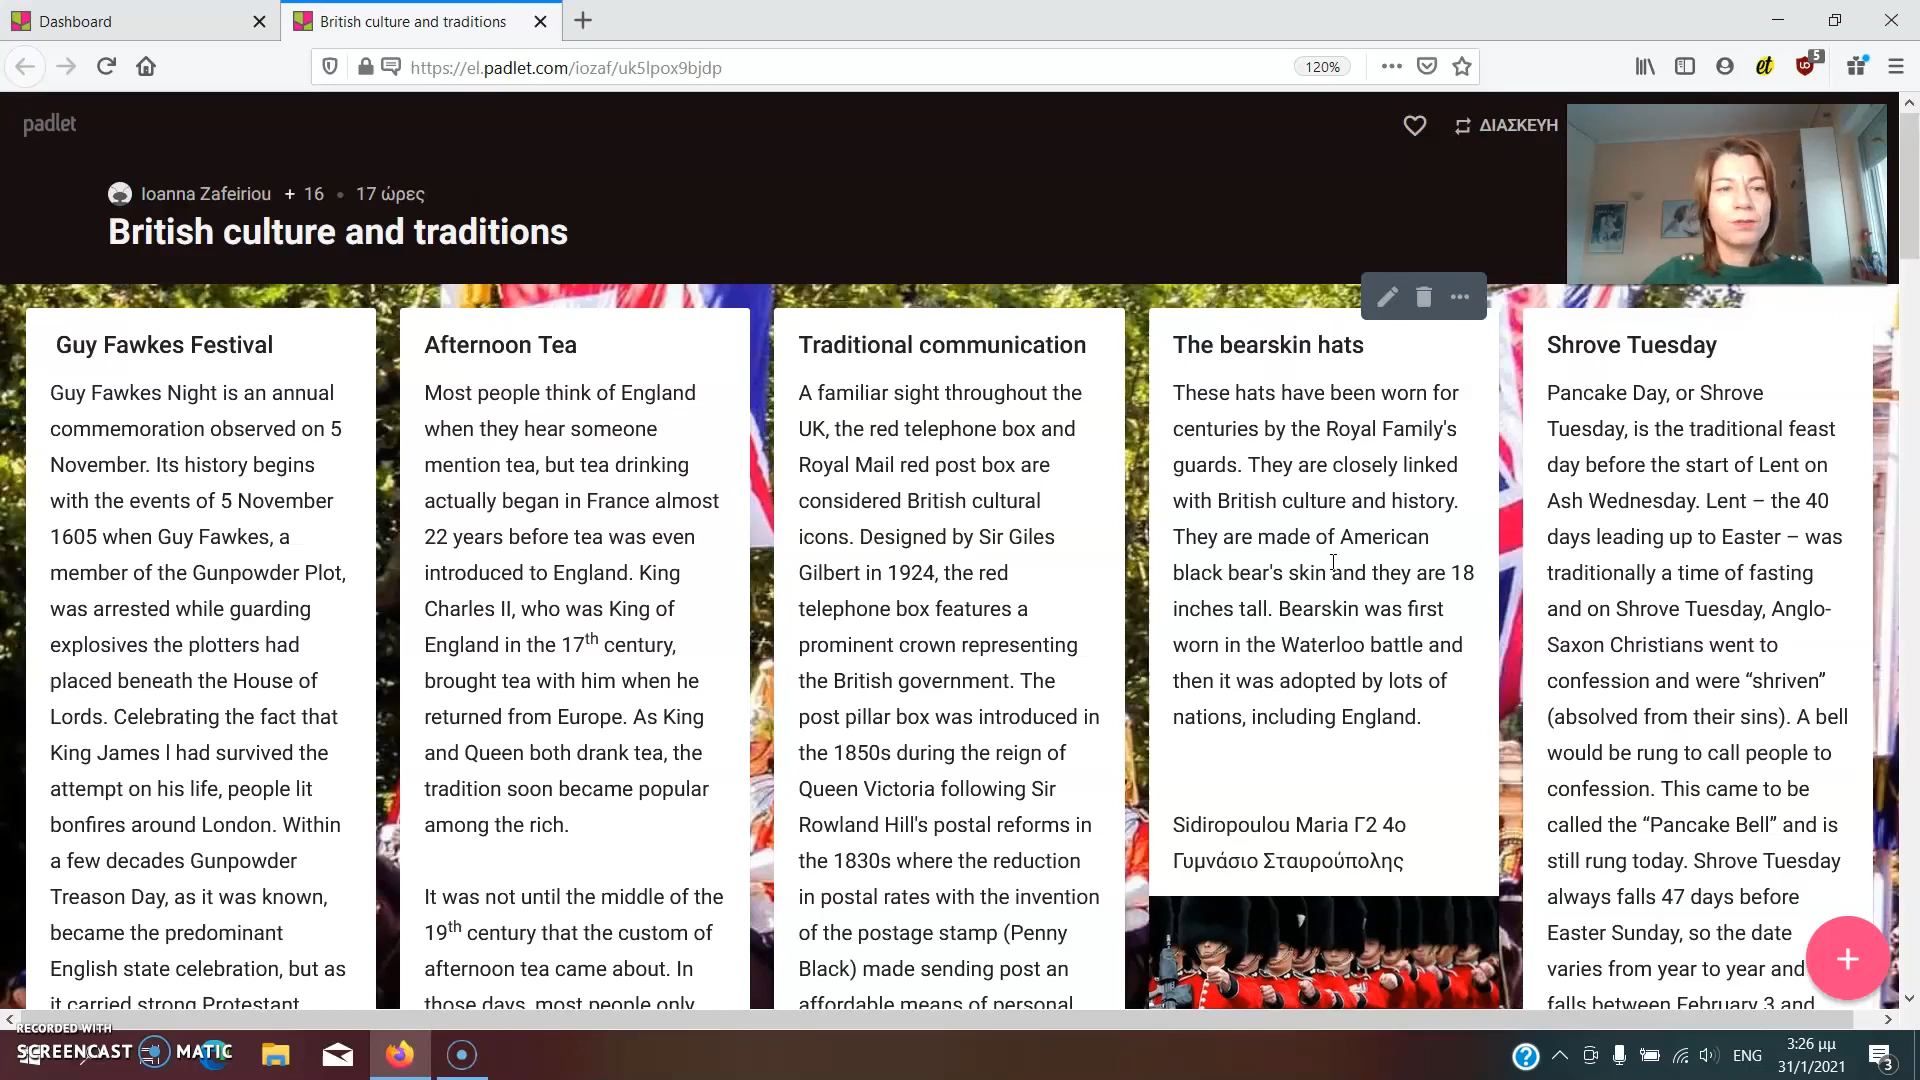 Dashboard
British culture and traditions
https://el.padlet.com/iozaf/uk5lpox9bjdp
120%
et
5
padlet
ΔΙΑΣΚΕΥΗ
Ioanna Zafeiriou + 16 • 17 ώρες
British culture and traditions
Guy Fawkes Festival
Guy Fawkes Night is an annual
commemoration observed on 5
November. Its history begins
with the events of 5 November
1605 when Guy Fawkes, a
member of the Gunpowder Plot,
was arrested while guarding
explosives the plotters had
placed beneath the House of
Lords. Celebrating the fact that
King James I had survived the
attempt on his life, people lit
bonfires around London. Within
a few decades Gunpowder
Treason Day, as it was known,
became the predominant
English state celebration, but as
it carried strong Protestant
Afternoon Tea
Most people think of England
when they hear someone
mention tea, but tea drinking
actually began in France almost
22 years before tea was even
introduced to England. King
Charles II, who was King of
England in the 17th century,
brought tea with him when he
returned from Europe. As King
and Queen both drank tea, the
tradition soon became popular
among the rich.
It was not until the middle of the
19th century that the custom of
afternoon tea came about. In
those days, most people only
Traditional communication
A familiar sight throughout the
UK, the red telephone box and
Royal Mail red post box are
considered British cultural
icons. Designed by Sir Giles
Gilbert in 1924, the red
telephone box features a
prominent crown representing
the British government. The
post pillar box was introduced in
the 1850s during the reign of
Queen Victoria following Sir
Rowland Hill's postal reforms in
the 1830s where the reduction
in postal rates with the invention
of the postage stamp (Penny
Black) made sending post an
affordable means of personal
The bearskin hats
These hats have been worn for
centuries by the Royal Family's
guards. They are closely linked
with British culture and history.
They are made of American
black bear's skin and they are 18
inches tall. Bearskin was first
worn in the Waterloo battle and
then it was adopted by lots of
nations, including England.
Sidiropoulou Maria Γ2 4ο
Γυμνάσιο Σταυρούπολης
Shrove Tuesday
Pancake Day, or Shrove
Tuesday, is the traditional feast
day before the start of Lent on
Ash Wednesday. Lent – the 40
days leading up to Easter – was
traditionally a time of fasting
and on Shrove Tuesday, Anglo-
Saxon Christians went to
confession and were “shriven”
(absolved from their sins). A bell
would be rung to call people to
confession. This came to be
called the “Pancake Bell” and is
still rung today. Shrove Tuesday
always falls 47 days before
Easter Sunday, so the date
varies from year to year and
falls between February 3 and
RECORDED WITH
SCREENCAST MATIC
ENG
3:26 μμ
31/1/2021
3